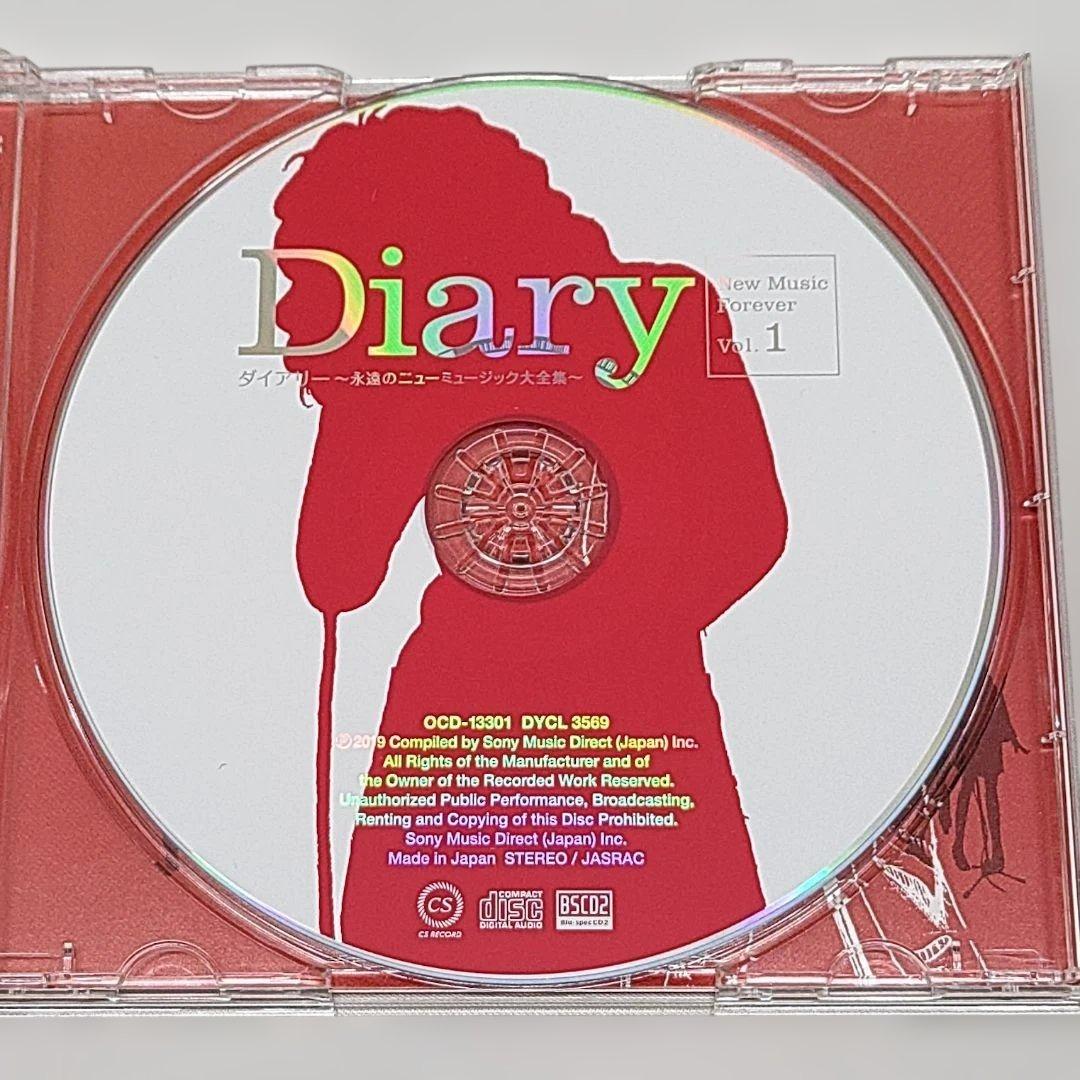 Diary
New Music
Forever
Vol. 1
ダイアリー～永遠のニューミュージック大全集～
OCD-13301 DYCL 3569
℗2019 Compiled by Sony Music Direct (Japan) Inc.
All Rights of the Manufacturer and of
the Owner of the Recorded Work Reserved.
Unauthorized Public Performance, Broadcasting,
Renting and Copying of this Disc Prohibited.
Sony Music Direct (Japan) Inc.
Made in Japan STEREO / JASRAC
CS
CS RECORD
COMPACT
disc
DIGITAL AUDIO
BSCD2
Blu-spec CD2